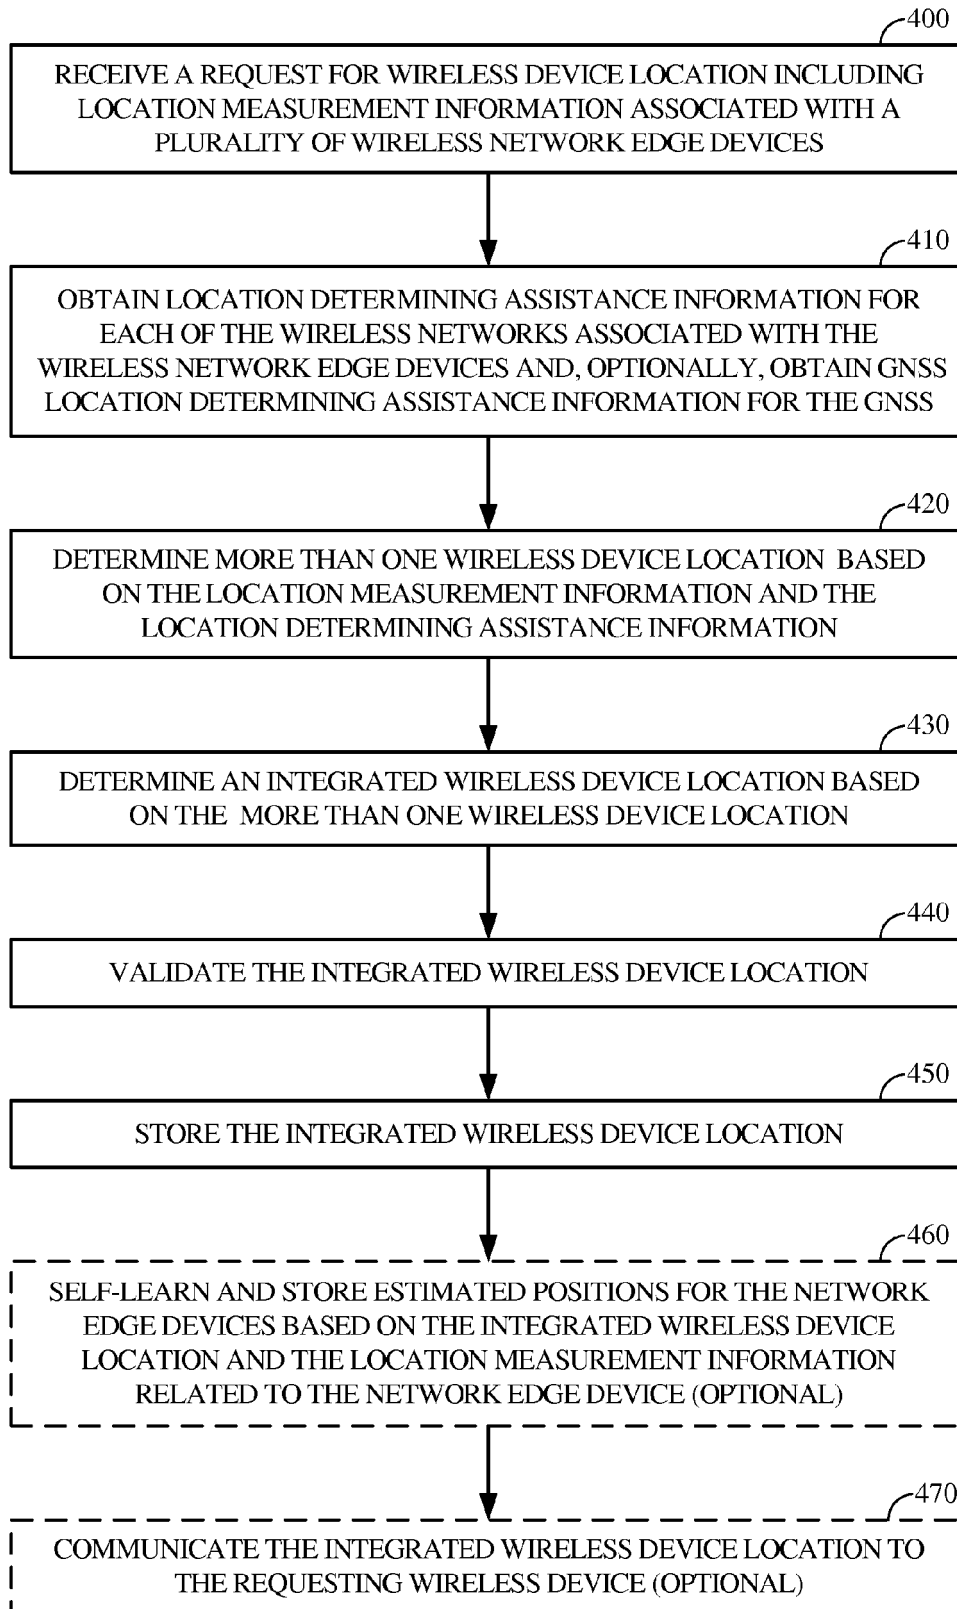 400
RECEIVE A REQUEST FOR WIRELESS DEVICE LOCATION INCLUDING
LOCATION MEASUREMENT INFORMATION ASSOCIATED WITH A
PLURALITY OF WIRELESS NETWORK EDGE DEVICES
410
OBTAIN LOCATION DETERMINING ASSISTANCE INFORMATION FOR
EACH OF THE WIRELESS NETWORKS ASSOCIATED WITH THE
WIRELESS NETWORK EDGE DEVICES AND, OPTIONALLY, OBTAIN GNSS
LOCATION DETERMINING ASSISTANCE INFORMATION FOR THE GNSS
420
DETERMINE MORE THAN ONE WIRELESS DEVICE LOCATION BASED
ON THE LOCATION MEASUREMENT INFORMATION AND THE
LOCATION DETERMINING ASSISTANCE INFORMATION
430
DETERMINE AN INTEGRATED WIRELESS DEVICE LOCATION BASED
ON THE MORE THAN ONE WIRELESS DEVICE LOCATION
440
VALIDATE THE INTEGRATED WIRELESS DEVICE LOCATION
450
STORE THE INTEGRATED WIRELESS DEVICE LOCATION
460
SELF-LEARN AND STORE ESTIMATED POSITIONS FOR THE NETWORK
EDGE DEVICES BASED ON THE INTEGRATED WIRELESS DEVICE
LOCATION AND THE LOCATION MEASUREMENT INFORMATION
RELATED TO THE NETWORK EDGE DEVICE (OPTIONAL)
470
COMMUNICATE THE INTEGRATED WIRELESS DEVICE LOCATION TO
THE REQUESTING WIRELESS DEVICE (OPTIONAL)